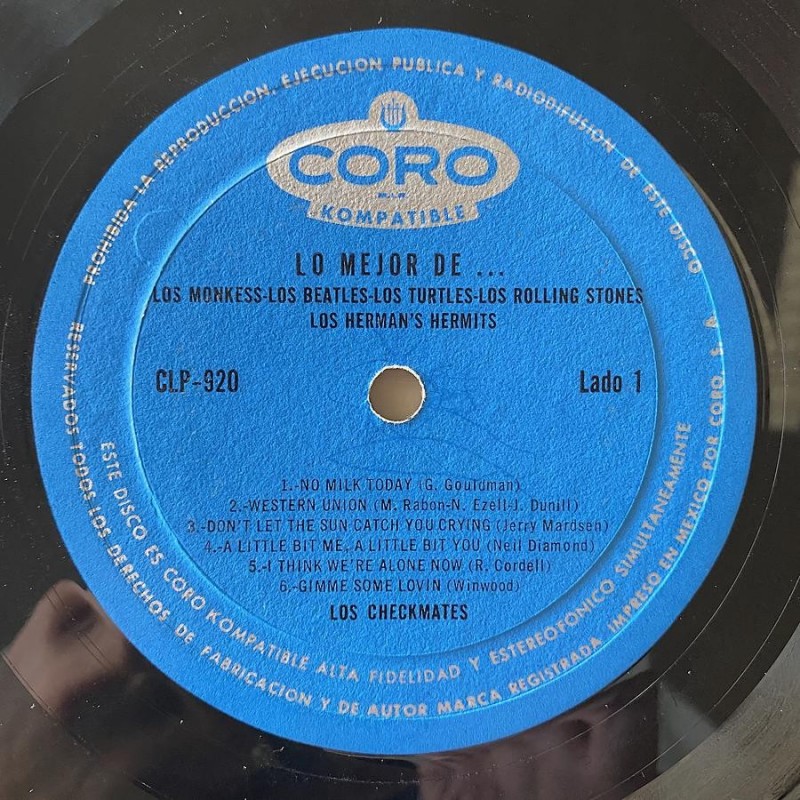 PROHIBIDA LA REPRODUCCION, EJECUCION PUBLICA Y RADIODIFUSION DE ESTE DISCO
CORO
KOMPATIBLE
LO MEJOR DE ...
LOS MONKESS-LOS BEATLES-LOS TURTLES-LOS ROLLING STONES
LOS HERMAN'S HERMITS
CLP-920
Lado 1
1.-NO MILK TODAY (G. Gouldman)
2.-WESTERN UNION (M. Rabon-N. Ezell-J. Dunill)
3.-DON'T LET THE SUN CATCH YOU CRYING (Jerry Mardsen)
4.-A LITTLE BIT ME, A LITTLE BIT YOU (Neil Diamond)
5.-I THINK WE'RE ALONE NOW (R. Cordell)
6,-GIMME SOME LOVIN (Winwood)
LOS CHECKMATES
ESTE DISCO ES CORO KOMPATIBLE ALTA FIDELIDAD Y ESTEREOFONICO SIMULTANEAMENTE
RESERVADOS TODOS LOS DERECHOS DE FABRICACION Y DE AUTOR MARCA REGISTRADA IMPRESO EN MEXICO POR CORO S. A.